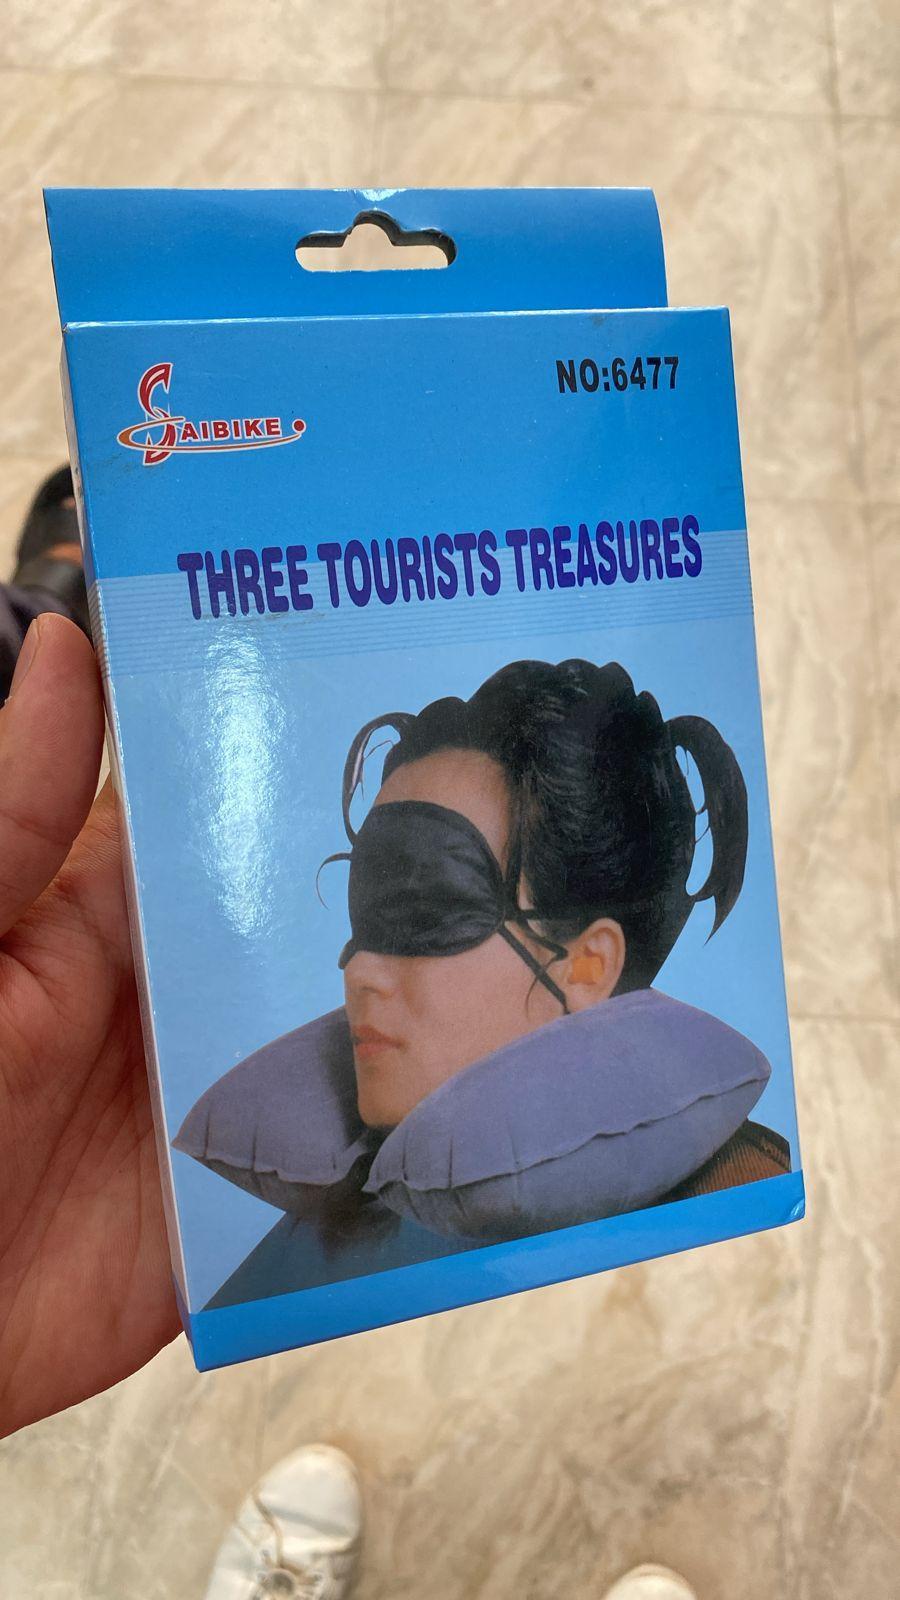 SAIBIKE
NO:6477
THREE TOURISTS TREASURES